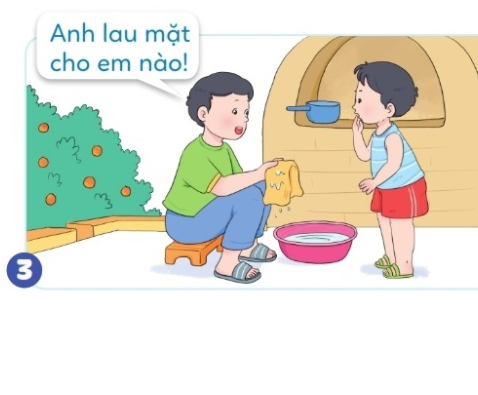 Anh lau mặt
cho em nào!
3